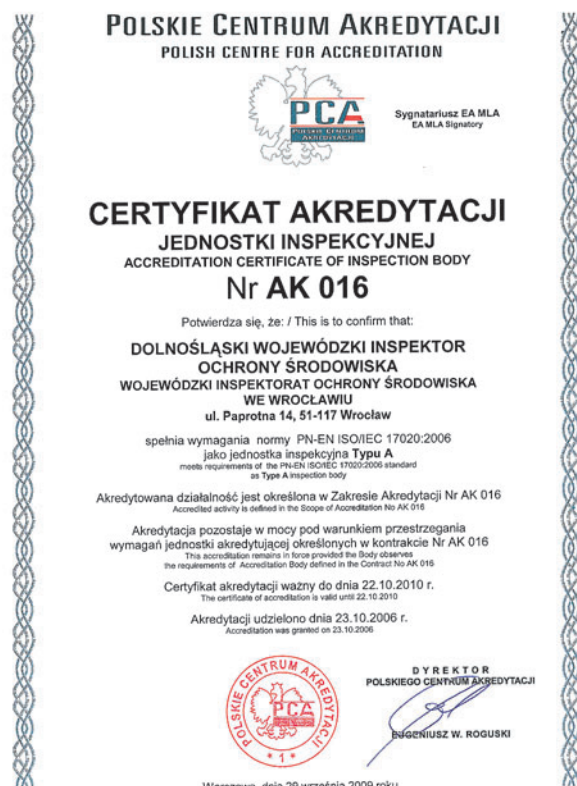 POLSKIE CENTRUM AKREDYTACJI
POLISH CENTRE FOR ACCREDITATION
PCA
POLSKIE CENTRUM
AKREDYTACJI
Sygnatariusz EA MLA
EA MLA Signatory
CERTYFIKAT AKREDYTACJI
JEDNOSTKI INSPEKCYJNEJ
ACCREDITATION CERTIFICATE OF INSPECTION BODY
Nr AK 016
Potwierdza się, że: / This is to confirm that:
DOLNOŚLĄSKI WOJEWÓDZKI INSPEKTOR
OCHRONY ŚRODOWISKA
WOJEWÓDZKI INSPEKTORAT OCHRONY ŚRODOWISKA
WE WROCŁAWIU
ul. Paprotna 14, 51-117 Wrocław
spełnia wymagania normy PN-EN ISO/IEC 17020:2006
jako jednostka inspekcyjna Typu A
meets requirements of the PN-EN ISO/IEC 17020:2006 standard
as Type A inspection body
Akredytowana działalność jest określona w Zakresie Akredytacji Nr AK 016
Accredited activity is defined in the Scope of Accreditation No AK 016
Akredytacja pozostaje w mocy pod warunkiem przestrzegania
wymagań jednostki akredytującej określonych w kontrakcie Nr AK 016
This accreditation remains in force provided the Body observes
the requirements of Accreditation Body defined in the Contract No AK 016
Certyfikat akredytacji ważny do dnia 22.10.2010 r.
The certificate of accreditation is valid until 22.10.2010
Akredytacji udzielono dnia 23.10.2006 r.
Accreditation was granted on 23.10.2006
POLSKIE CENTRUM AKREDYTACJI
PCA
* 1 *
DYREKTOR
POLSKIEGO CENTRUM AKREDYTACJI
EUGENIUSZ W. ROGUSKI
Warszawa, dnia 29 września 2009 roku